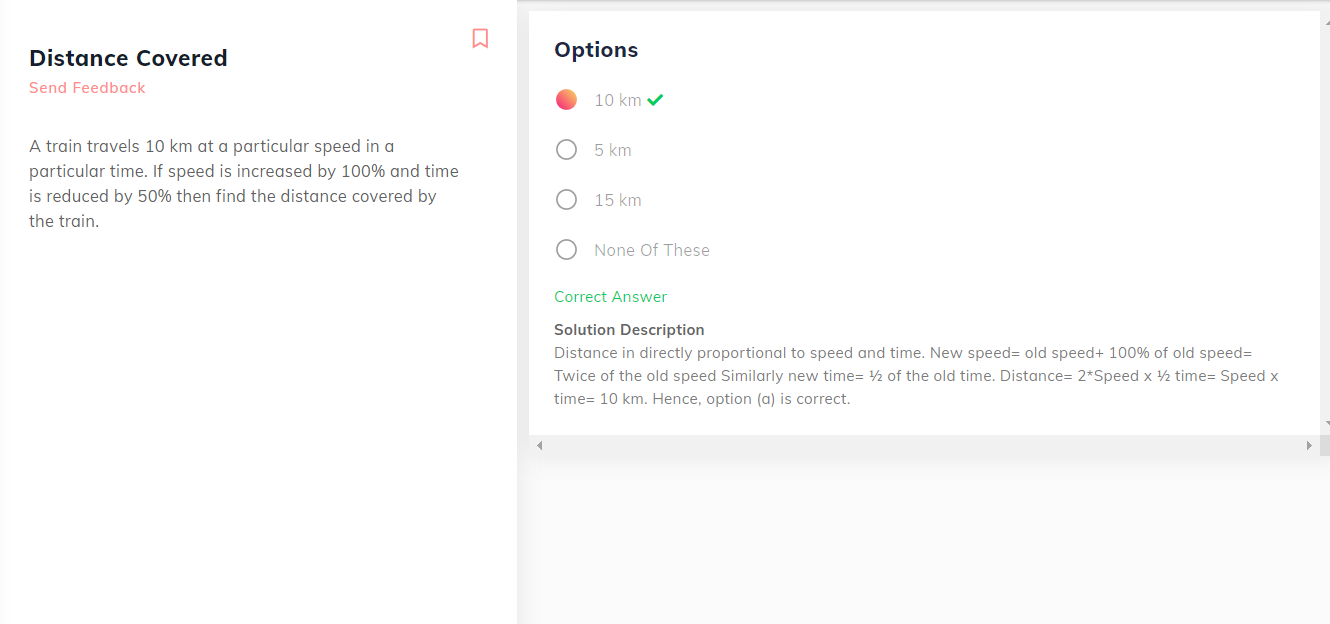 Distance Covered
Send Feedback
A train travels 10 km at a particular speed in a
particular time. If speed is increased by 100% and time
is reduced by 50% then find the distance covered by
the train.
Options
10 km
5 km
15 km
None Of These
Correct Answer
Solution Description
Distance in directly proportional to speed and time. New speed= old speed+ 100% of old speed=
Twice of the old speed Similarly new time= ½ of the old time. Distance= 2*Speed x ½ time= Speed x
time= 10 km. Hence, option (a) is correct.